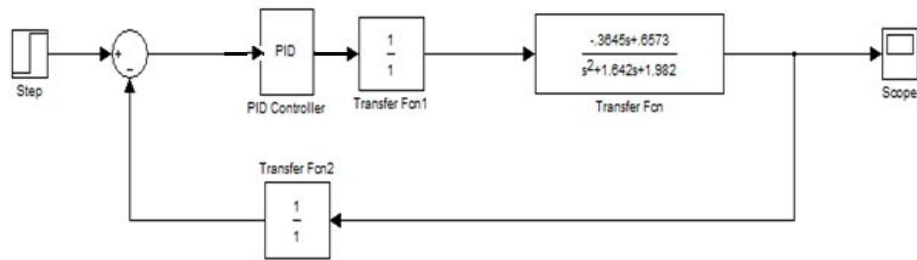 Step
+
−
PID
PID Controller
1
1
Transfer Fcn1
-.3645s+.6573
s²+1.642s+1.982
Transfer Fcn
Scope
Transfer Fcn2
1
1